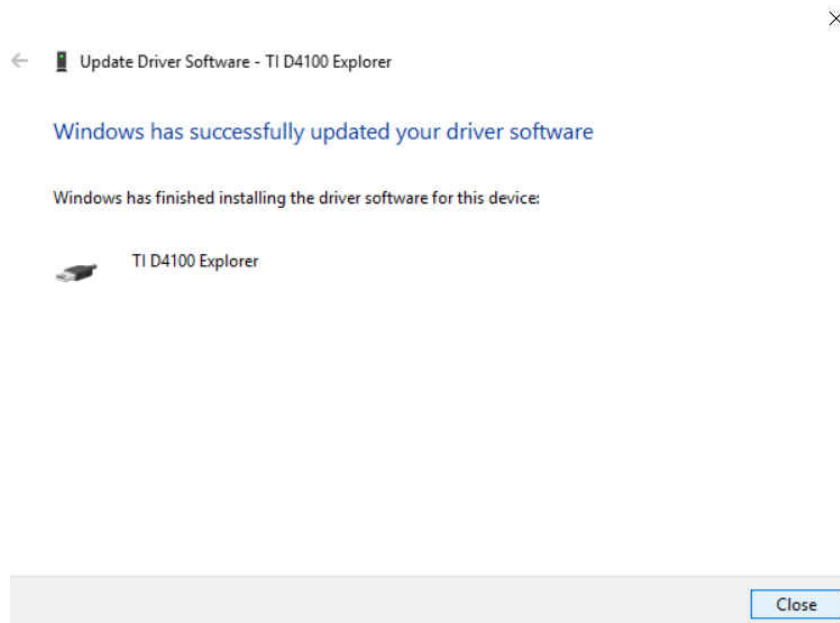 Update Driver Software - TI D4100 Explorer
Windows has successfully updated your driver software
Windows has finished installing the driver software for this device:
TI D4100 Explorer
Close